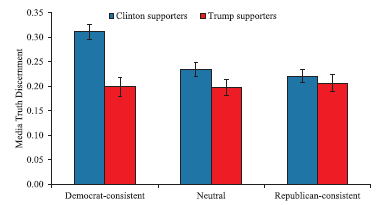 Clinton supporters
Trump supporters
Media Truth Discernment
0.35
0.30
0.25
0.20
0.15
0.10
0.05
0.00
Democrat-consistent
Neutral
Republican-consistent